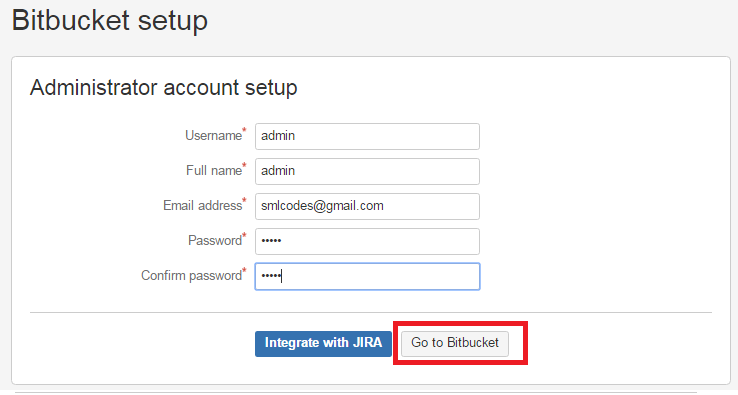 Bitbucket setup
Administrator account setup
Username* admin
Full name* admin
Email address* smlcodes@gmail.com
Password* •••••
Confirm password* •••••
Integrate with JIRA Go to Bitbucket